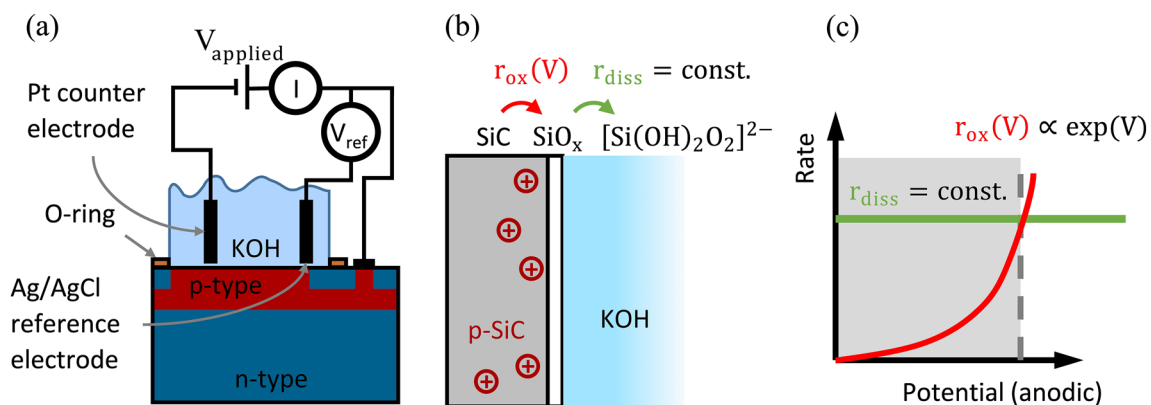 (a)
V_applied
I
V_ref
Pt counter
electrode
O-ring
KOH
Ag/AgCl
reference
electrode
p-type
n-type
(b)
r_ox(V) r_diss = const.
SiC SiO_x [Si(OH)_2O_2]^2−
p-SiC
KOH
(c)
r_ox(V) ∝ exp(V)
r_diss = const.
Rate
Potential (anodic)